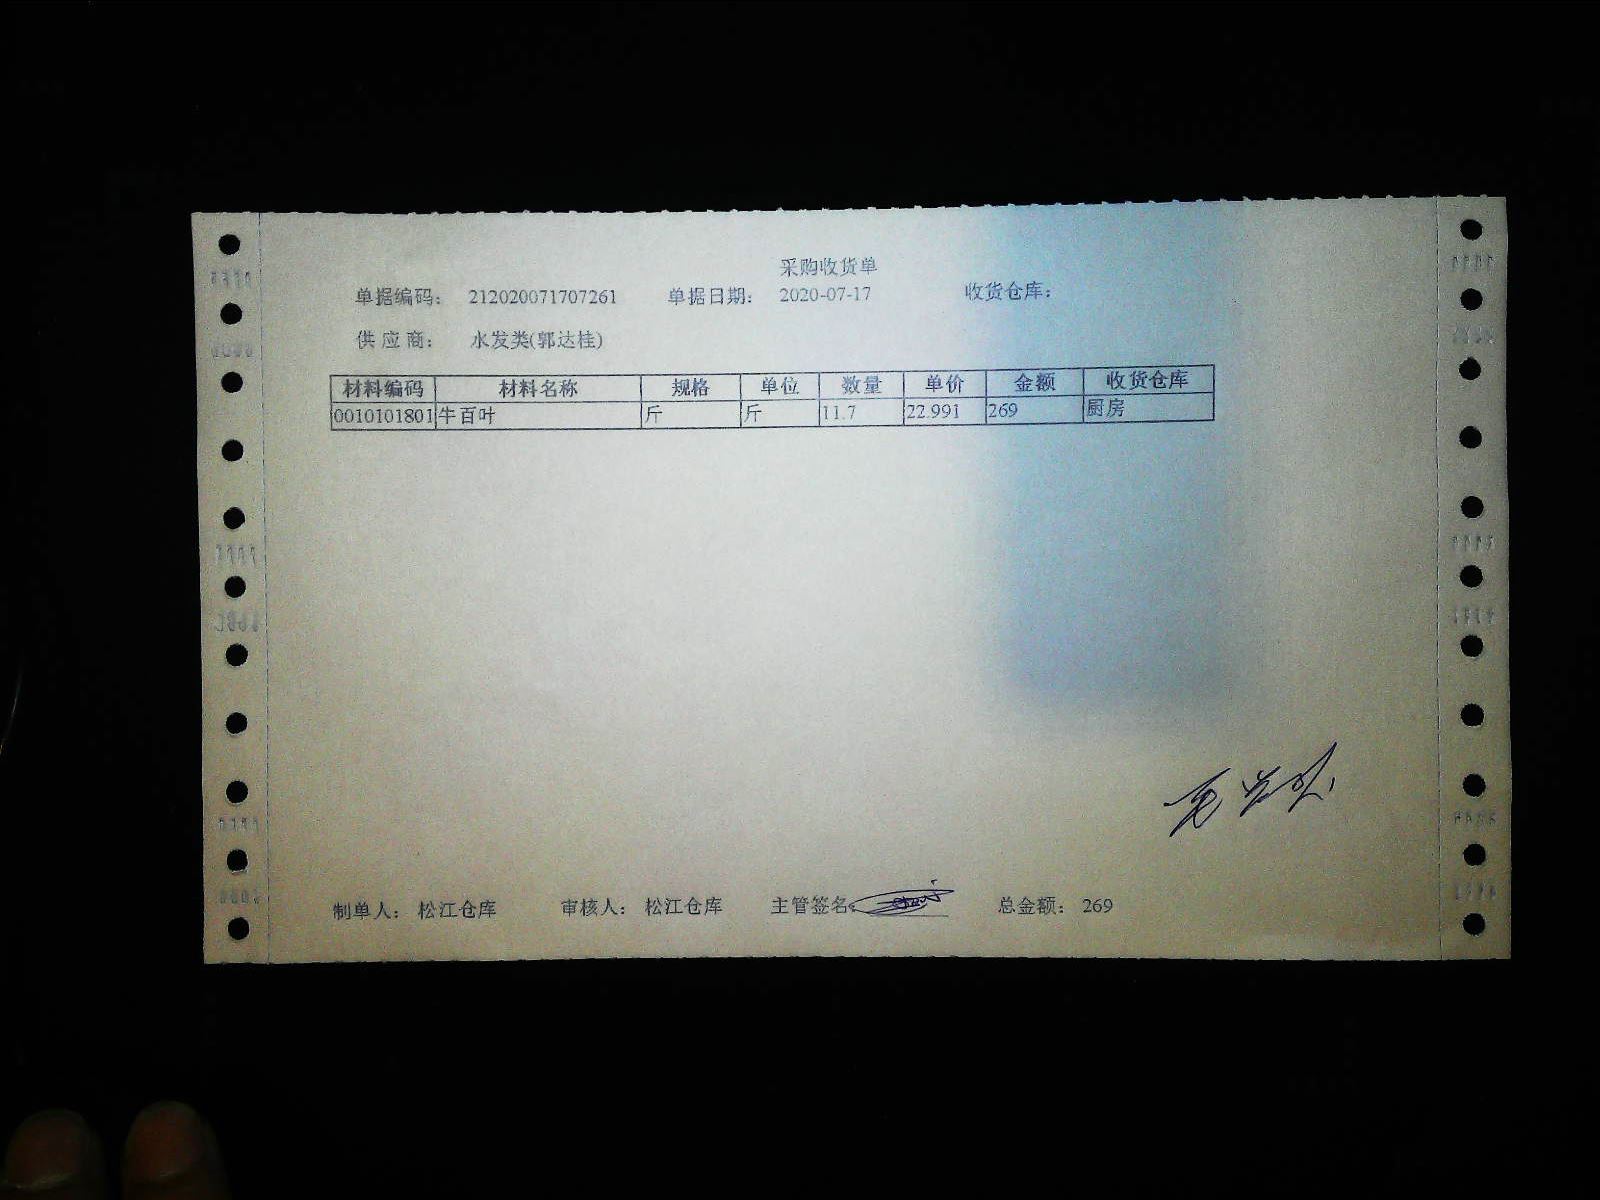 采购收货单
单据编码： 212020071707261 单据日期： 2020-07-17 收货仓库：
供 应 商： 水发类(郭达桂)
材料编码 材料名称 规格 单位 数量 单价 金额 收货仓库
0010101801 牛百叶 斤 斤 11.7 22.991 269 厨房
制单人： 松江仓库 审核人： 松江仓库 主管签名： 总金额： 269